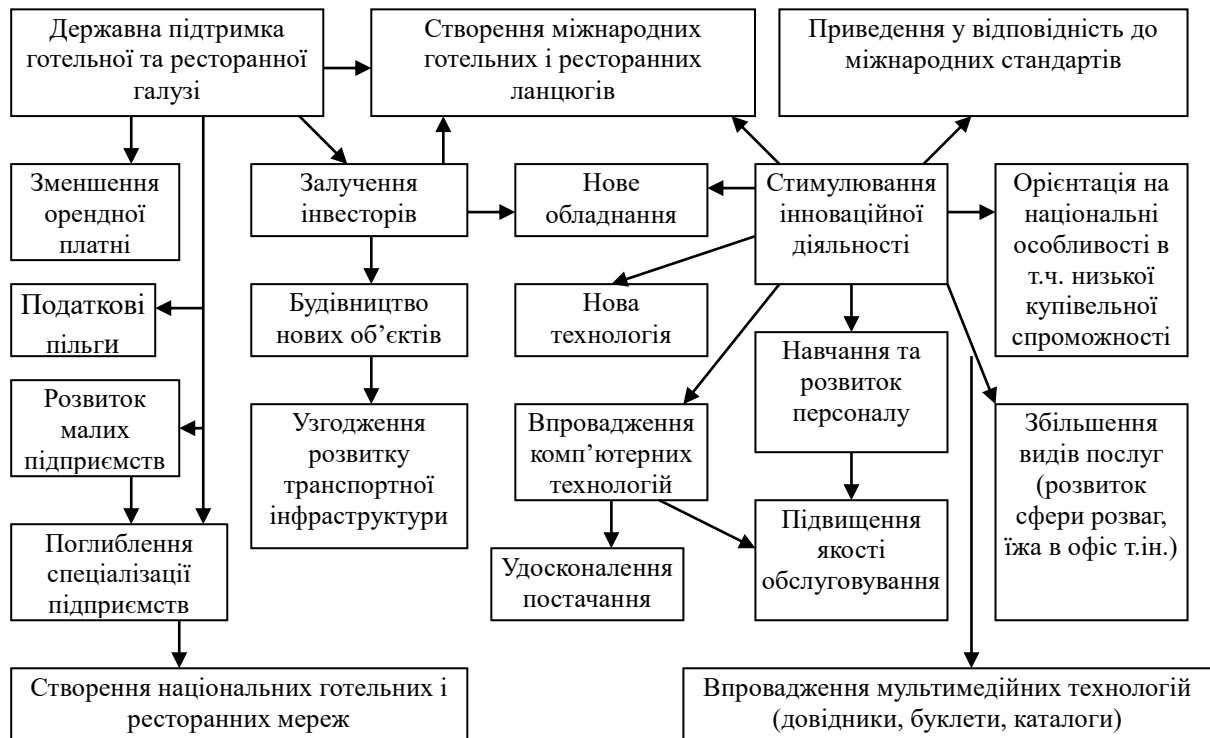 Державна підтримка
готельної та ресторанної
галузі
Створення міжнародних
готельних і ресторанних
ланцюгів
Приведення у відповідність до
міжнародних стандартів
Зменшення
орендної
платні
Залучення
інвесторів
Нове
обладнання
Стимулювання
інноваційної
діяльності
Орієнтація на
національні
особливості в
т.ч. низької
купівельної
спроможності
Податкові
пільги
Будівництво
нових об’єктів
Нова
технологія
Навчання та
розвиток
персоналу
Розвиток
малих
підприємств
Узгодження
розвитку
транспортної
інфраструктури
Впровадження
комп’ютерних
технологій
Збільшення
видів послуг
(розвиток
сфери розваг,
їжа в офіс т.ін.)
Поглиблення
спеціалізації
підприємств
Удосконалення
постачання
Підвищення
якості
обслуговування
Створення національних готельних і
ресторанних мереж
Впровадження мультимедійних технологій
(довідники, буклети, каталоги)